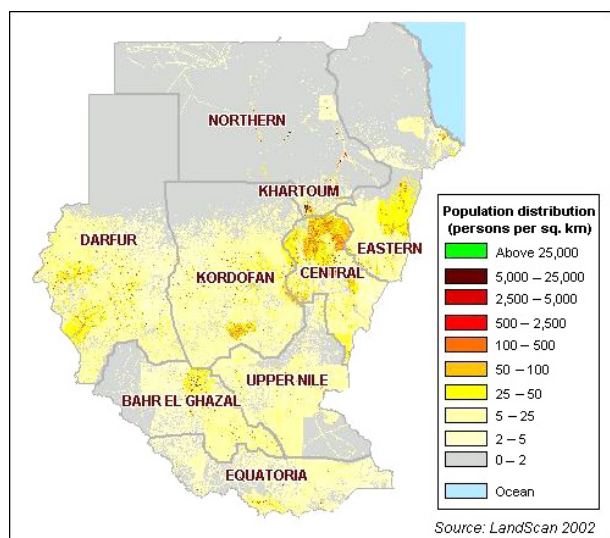 NORTHERN
KHARTOUM
DARFUR
EASTERN
KORDOFAN
CENTRAL
UPPER NILE
BAHR EL GHAZAL
EQUATORIA
Population distribution
(persons per sq. km)
Above 25,000
5,000 – 25,000
2,500 – 5,000
500 – 2,500
100 – 500
50 – 100
25 – 50
5 – 25
2 – 5
0 – 2
Ocean
Source: LandScan 2002